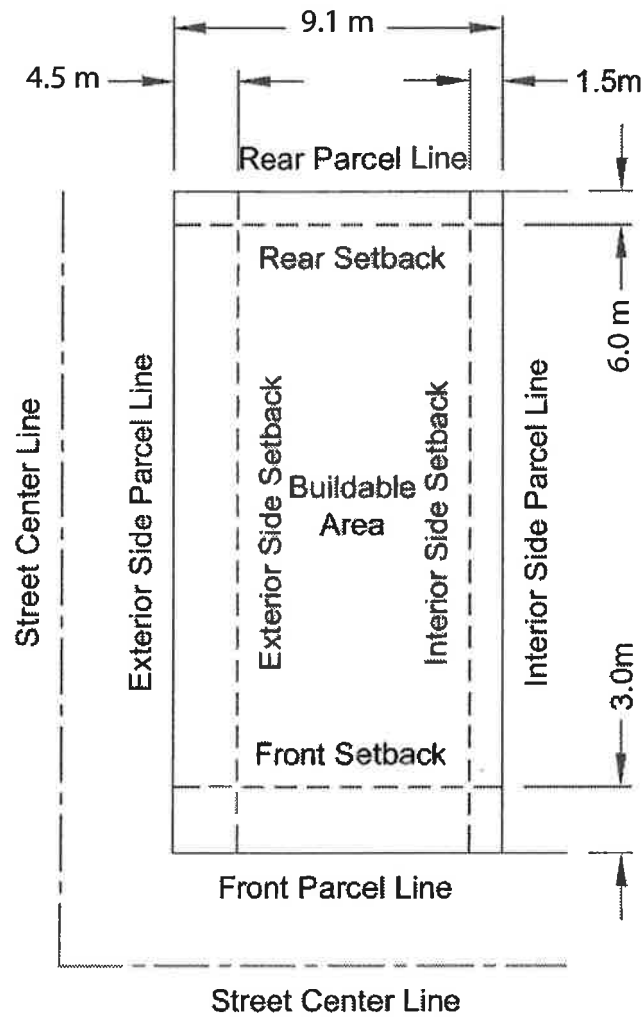 9.1 m
4.5 m
1.5m
Rear Parcel Line
Rear Setback
6.0 m
Street Center Line
Exterior Side Parcel Line
Exterior Side Setback
Buildable
Area
Interior Side Setback
Interior Side Parcel Line
3.0m
Front Setback
Front Parcel Line
Street Center Line